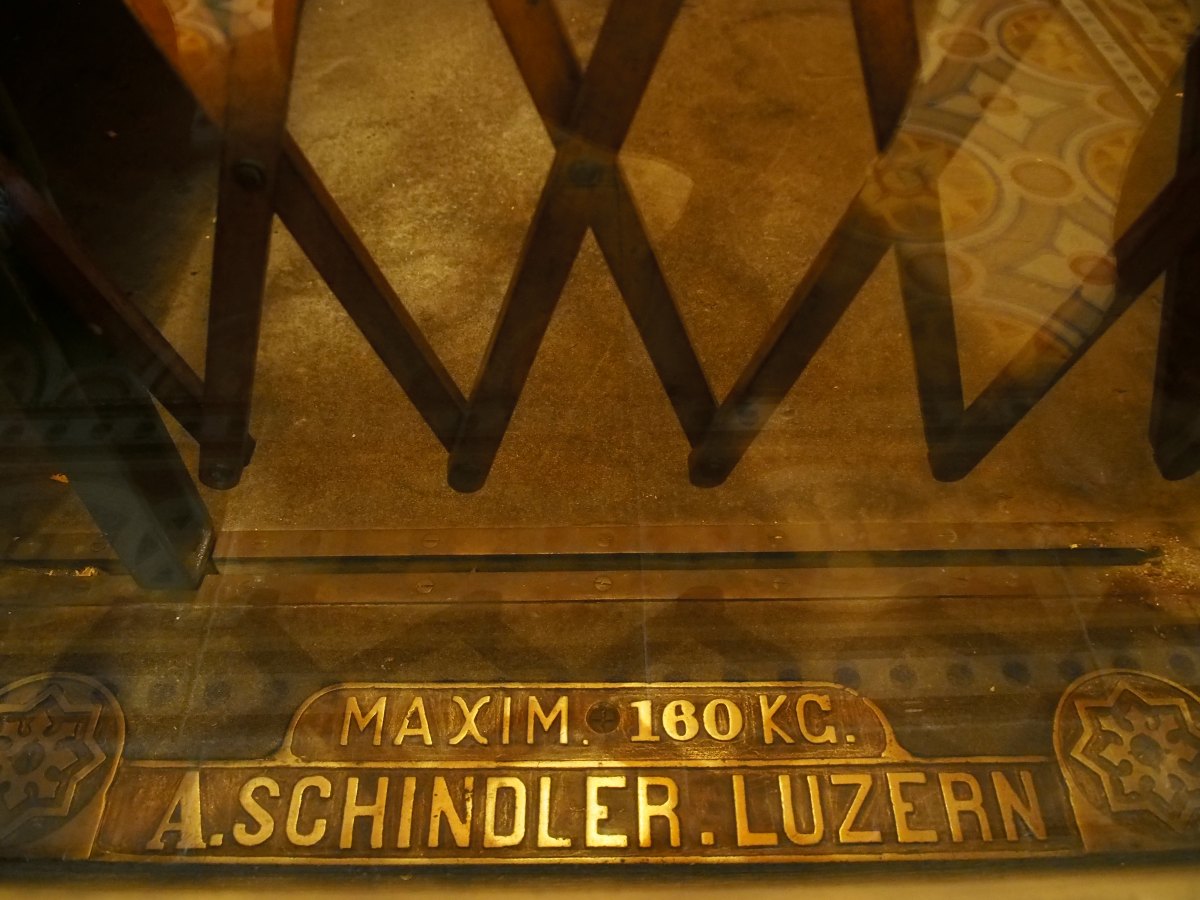 MAXIM. 160 KG.
A. SCHINDLER. LUZERN